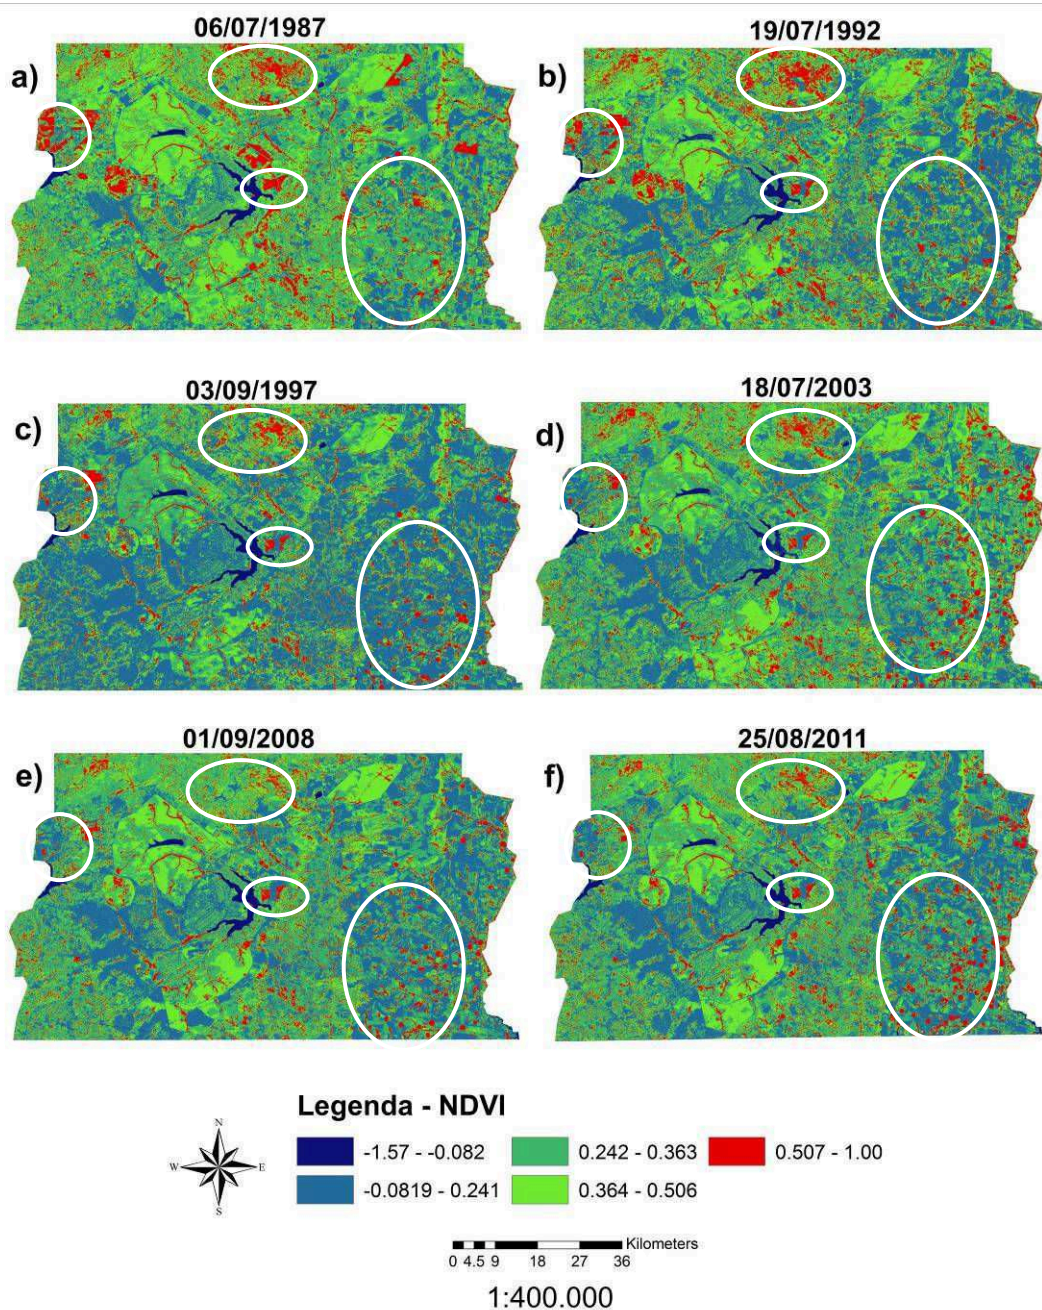 06/07/1987
19/07/1992
a)
b)
03/09/1997
18/07/2003
c)
d)
01/09/2008
25/08/2011
e)
f)
Legenda - NDVI
N
W E
S
-1.57 - -0.082
0.242 - 0.363
0.507 - 1.00
-0.0819 - 0.241
0.364 - 0.506
Kilometers
0 4.5 9 18 27 36
1:400.000